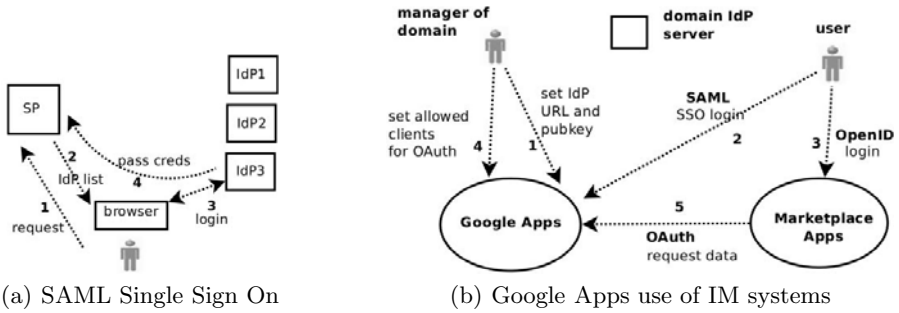 SP
IdP1
IdP2
IdP3
2
IdP list
pass creds
4
1
request
browser
3
login
(a) SAML Single Sign On
manager of
domain
domain IdP
server
user
set allowed
clients
for OAuth
4
set IdP
URL and
pubkey
1
SAML
SSO login
2
3
OpenID
login
Google Apps
5
OAuth
request data
Marketplace
Apps
(b) Google Apps use of IM systems